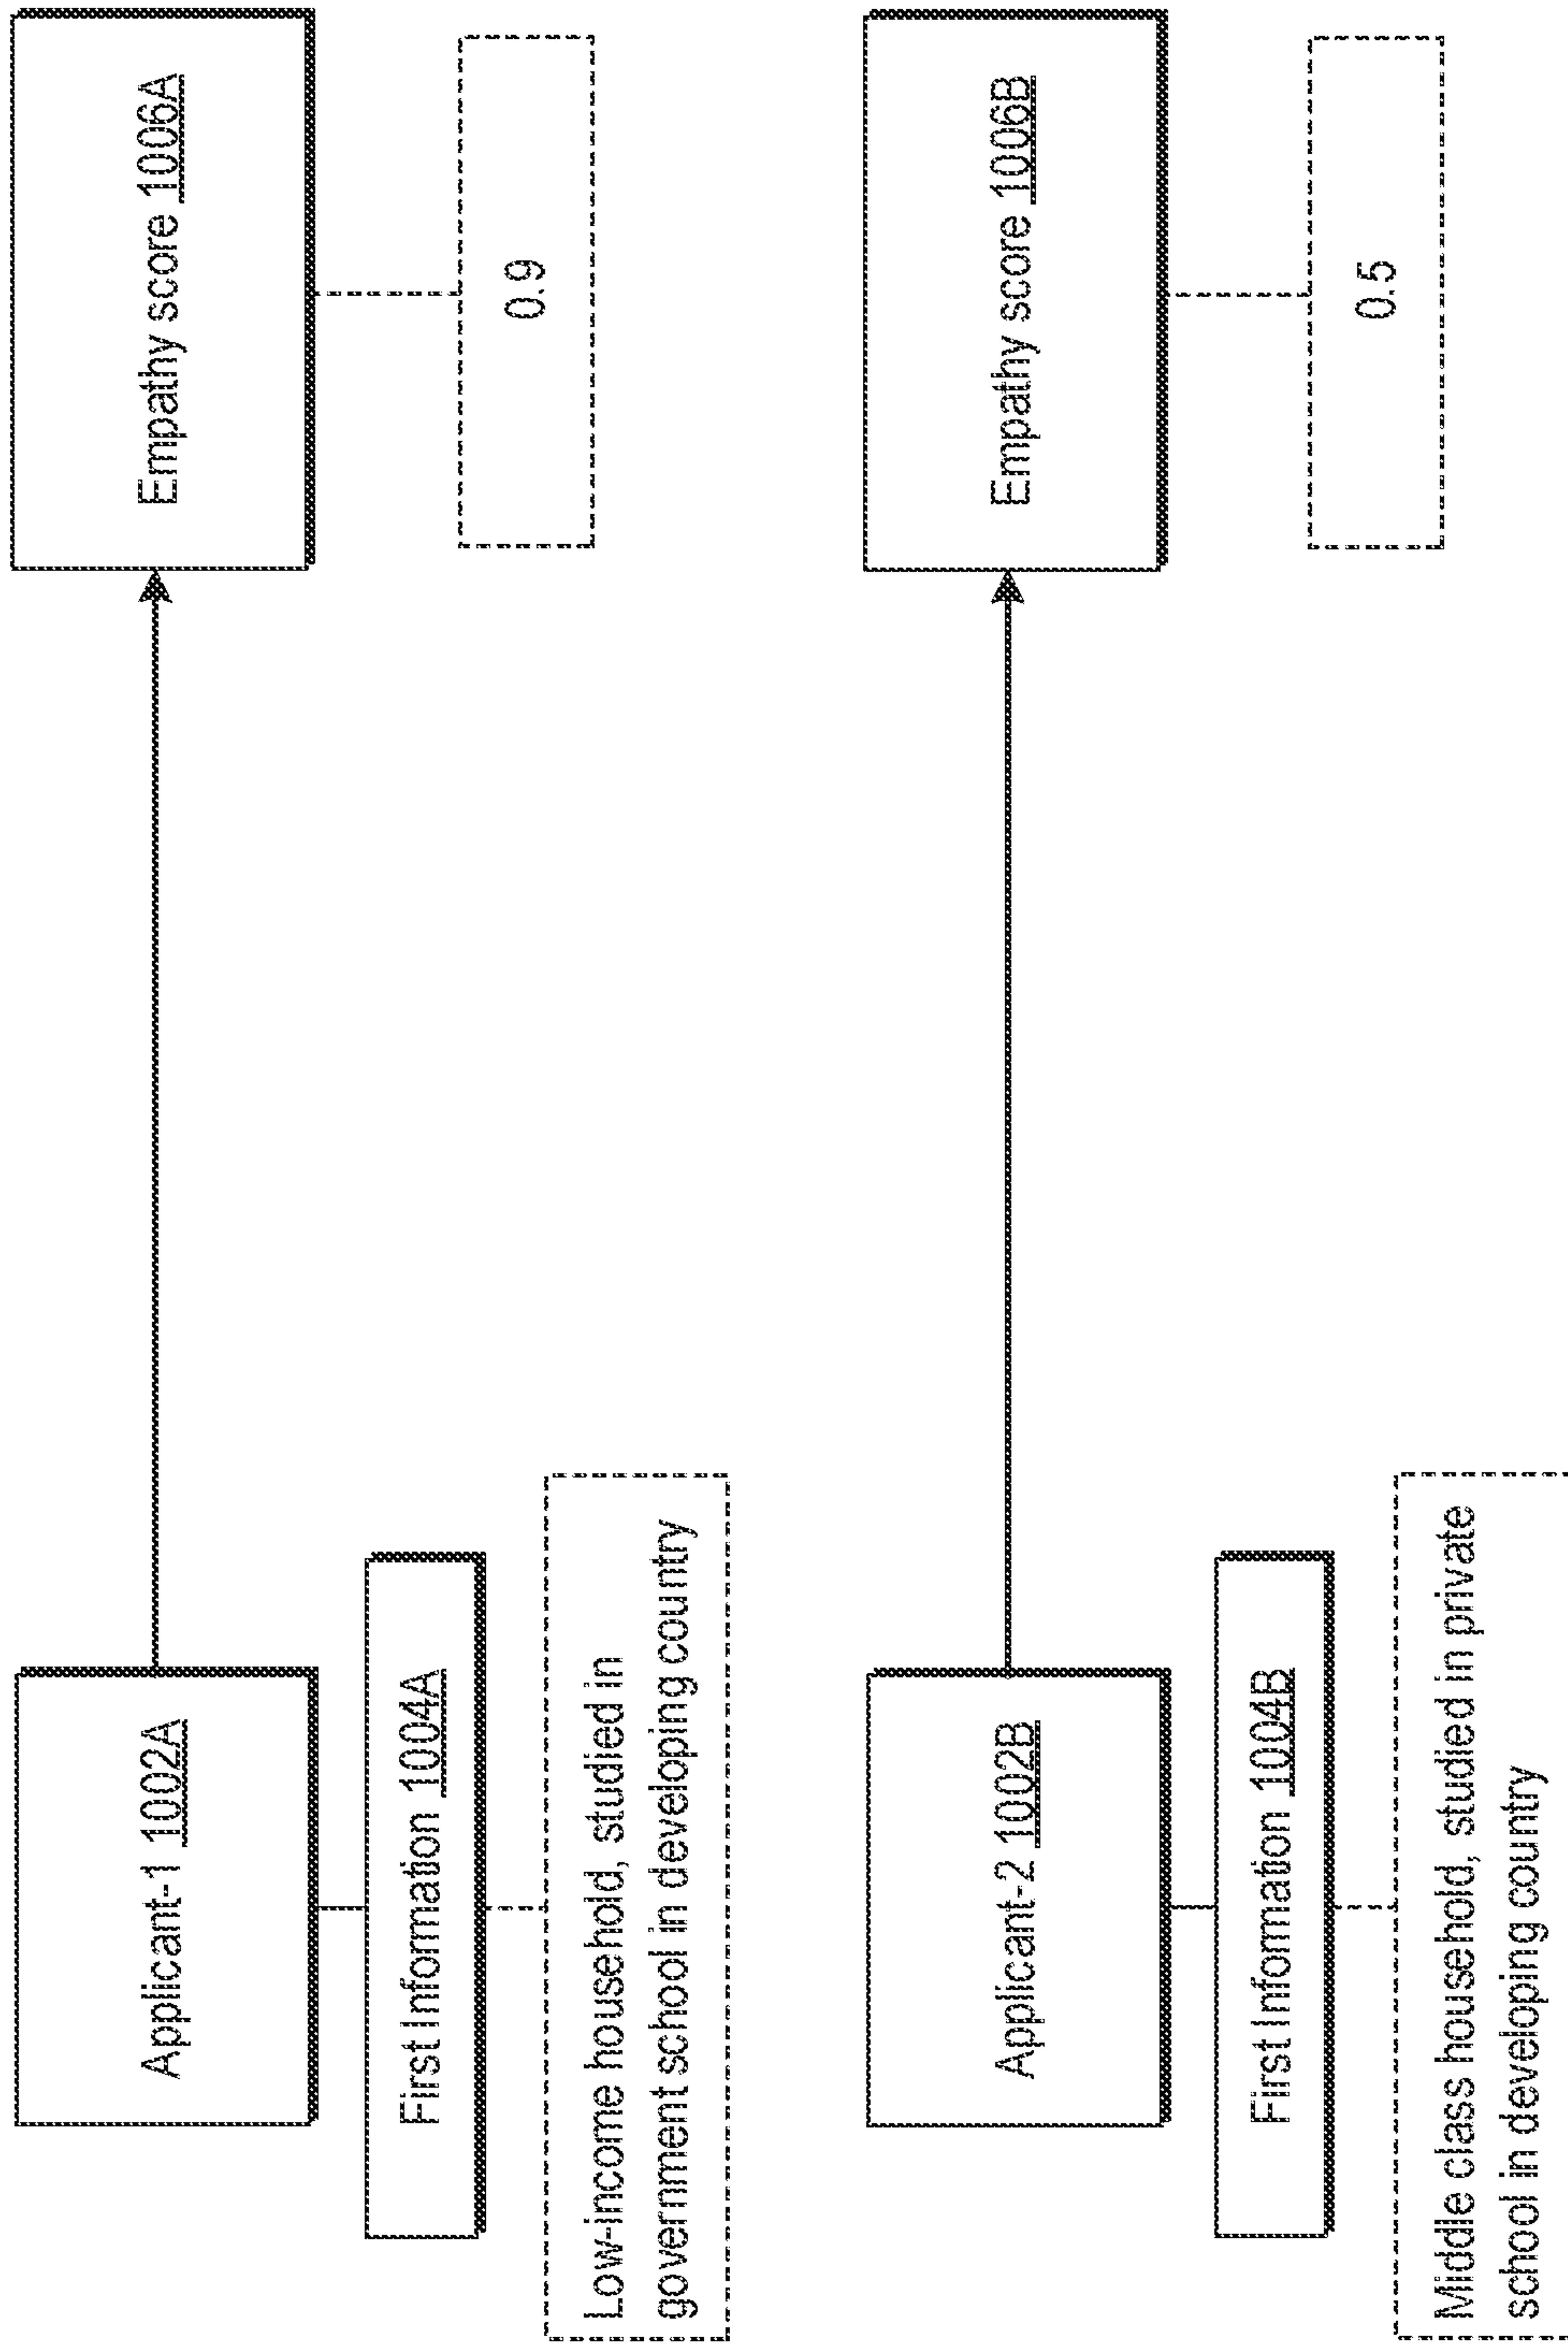 Applicant-1 1002A
Empathy score 1006A
First Information 1004A
0.9
Low-income household, studied in
government school in developing country
Applicant-2 1002B
Empathy score 1006B
First Information 1004B
0.5
Middle class household, studied in private
school in developing country